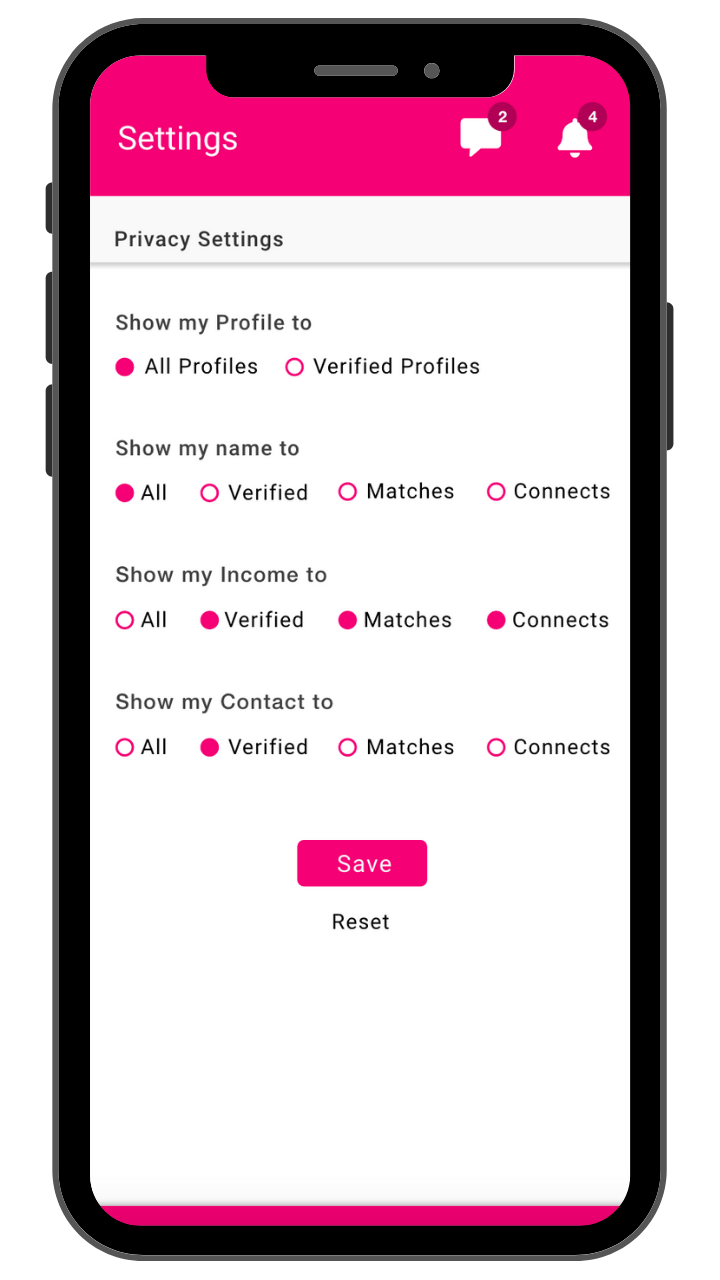 Settings 2 4
Privacy Settings
Show my Profile to
All Profiles Verified Profiles
Show my name to
All Verified Matches Connects
Show my Income to
All Verified Matches Connects
Show my Contact to
All Verified Matches Connects
Save
Reset